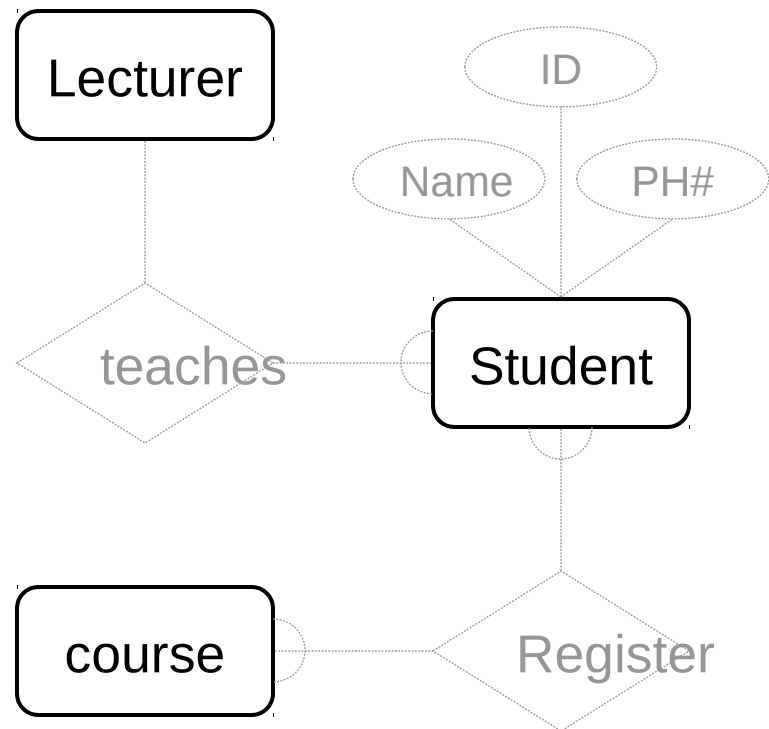 Lecturer
ID
Name
PH#
teaches
Student
course
Register